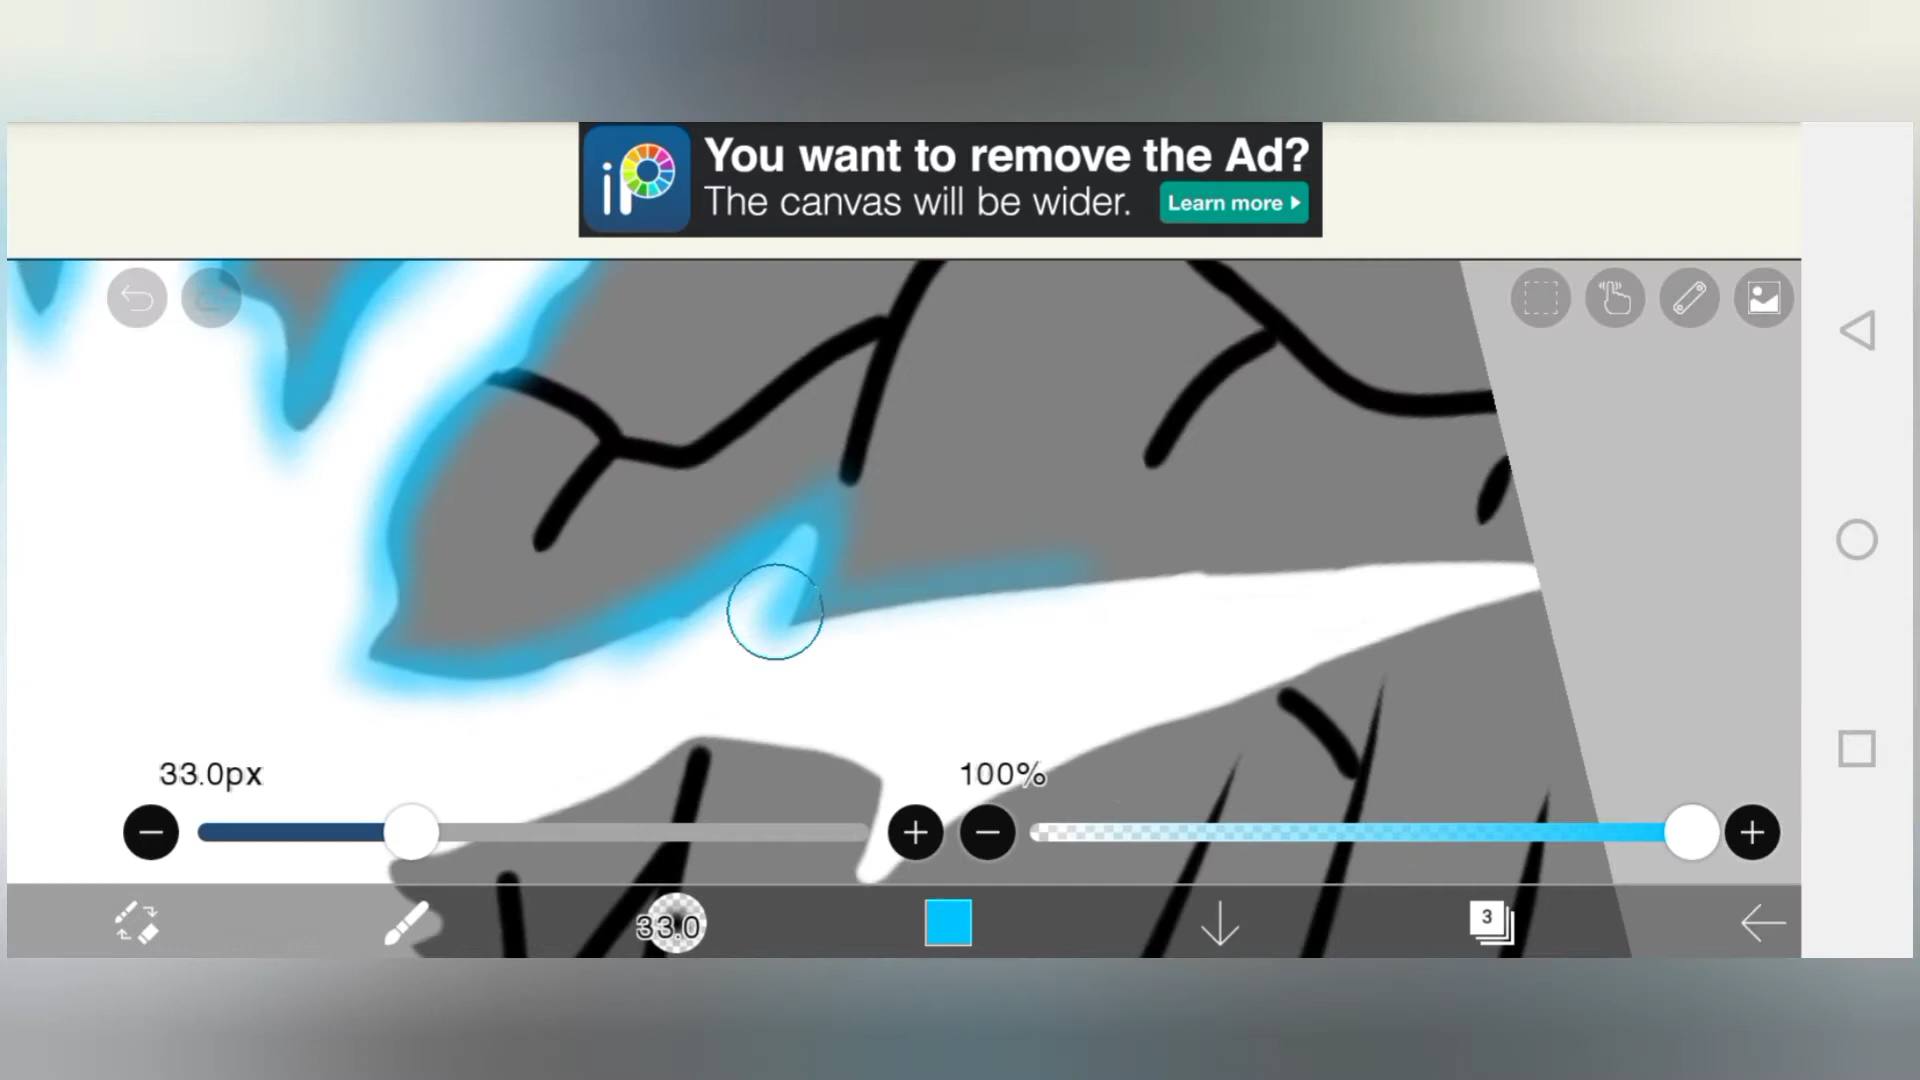 iP
You want to remove the Ad?
The canvas will be wider.
Learn more
33.0px
100%
33.0
3